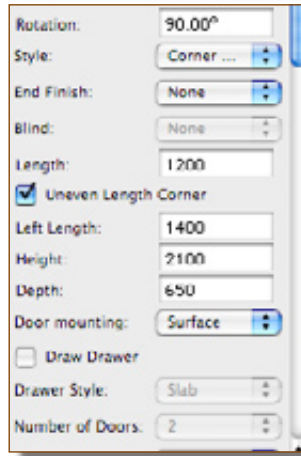 Rotation: 90.00°
Style: Corner ...
End Finish: None
Blind: None
Length: 1200
Uneven Length Corner
Left Length: 1400
Height: 2100
Depth: 650
Door mounting: Surface
Draw Drawer
Drawer Style: Slab
Number of Doors: 2